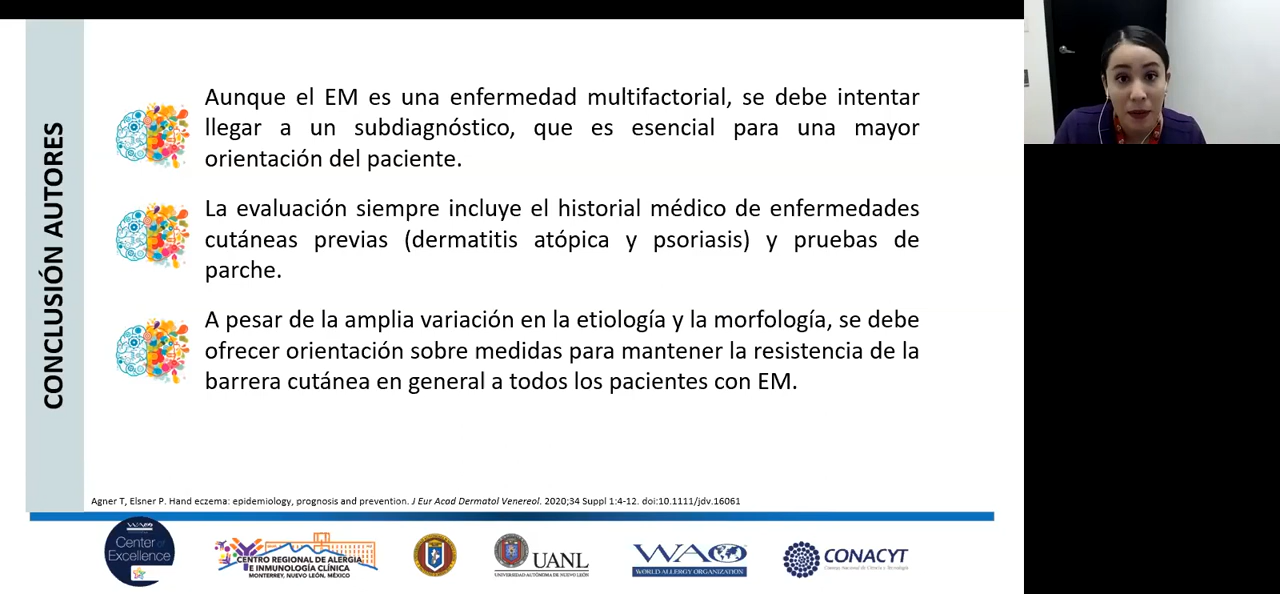 CONCLUSIÓN AUTORES
Aunque el EM es una enfermedad multifactorial, se debe intentar
llegar a un subdiagnóstico, que es esencial para una mayor
orientación del paciente.
La evaluación siempre incluye el historial médico de enfermedades
cutáneas previas (dermatitis atópica y psoriasis) y pruebas de
parche.
A pesar de la amplia variación en la etiología y la morfología, se debe
ofrecer orientación sobre medidas para mantener la resistencia de la
barrera cutánea en general a todos los pacientes con EM.
Agner T, Elsner P. Hand eczema: epidemiology, prognosis and prevention. J Eur Acad Dermatol Venereol. 2020;34 Suppl 1:4-12. doi:10.1111/jdv.16061
WAO
Center of
Excellence
CENTRO REGIONAL DE ALERGIA
E INMUNOLOGÍA CLÍNICA
MONTERREY, NUEVO LEÓN, MÉXICO
UANL
UNIVERSIDAD AUTÓNOMA DE NUEVO LEÓN
WAO
WORLD ALLERGY ORGANIZATION
CONACYT
Consejo Nacional de Ciencia y Tecnología